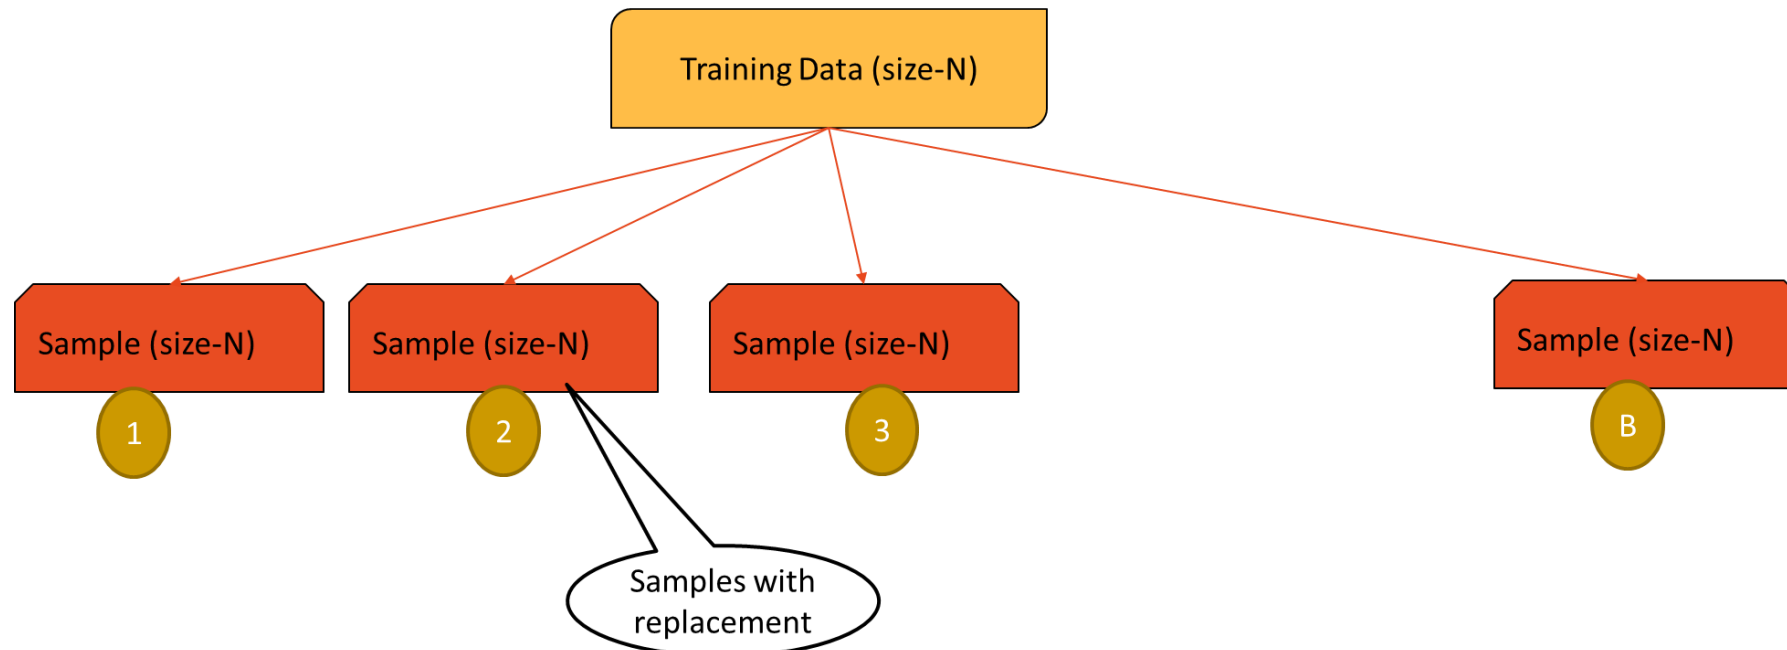 Training Data (size-N)
Sample (size-N)
Sample (size-N)
Sample (size-N)
Sample (size-N)
1
2
3
B
Samples with
replacement